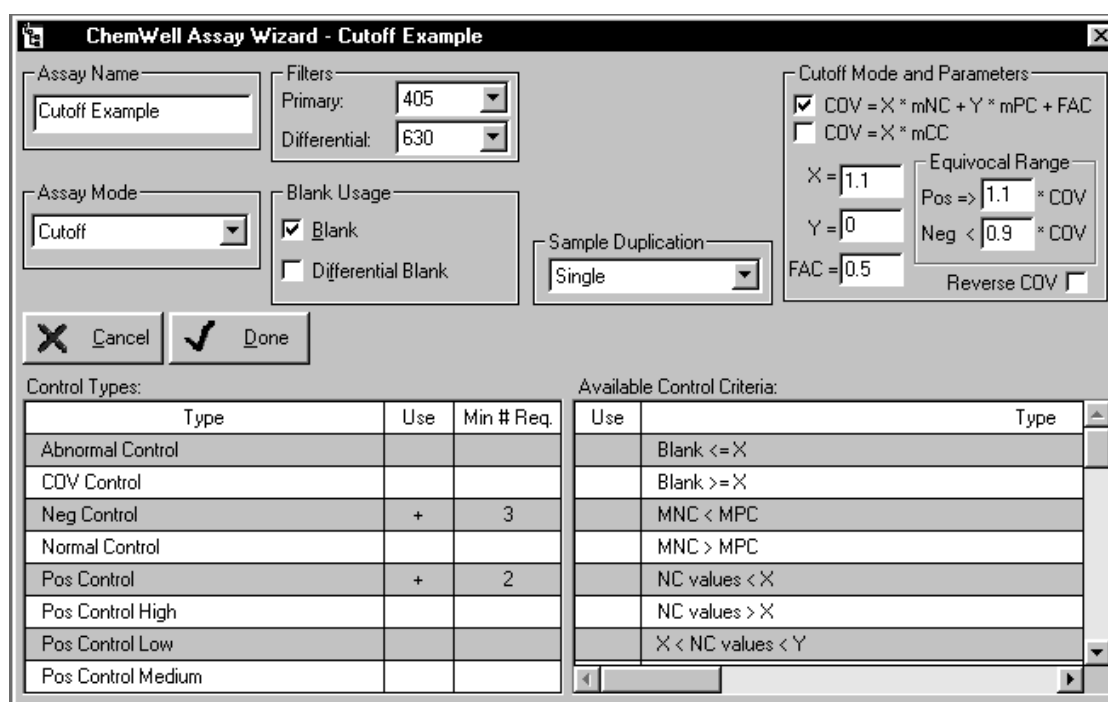 ChemWell Assay Wizard - Cutoff Example
Assay Name
Cutoff Example
Filters
Primary: 405
Differential: 630
Cutoff Mode and Parameters
COV = X * mNC + Y * mPC + FAC
COV = X * mCC
X = 1.1
Y = 0
FAC = 0.5
Equivocal Range
Pos => 1.1 * COV
Neg < 0.9 * COV
Reverse COV
Assay Mode
Cutoff
Blank Usage
Blank
Differential Blank
Sample Duplication
Single
Cancel Done
Control Types:
Type Use Min # Req.
Abnormal Control
COV Control
Neg Control + 3
Normal Control
Pos Control + 2
Pos Control High
Pos Control Low
Pos Control Medium
Available Control Criteria:
Use Type
Blank <= X
Blank >= X
MNC < MPC
MNC > MPC
NC values < X
NC values > X
X < NC values < Y